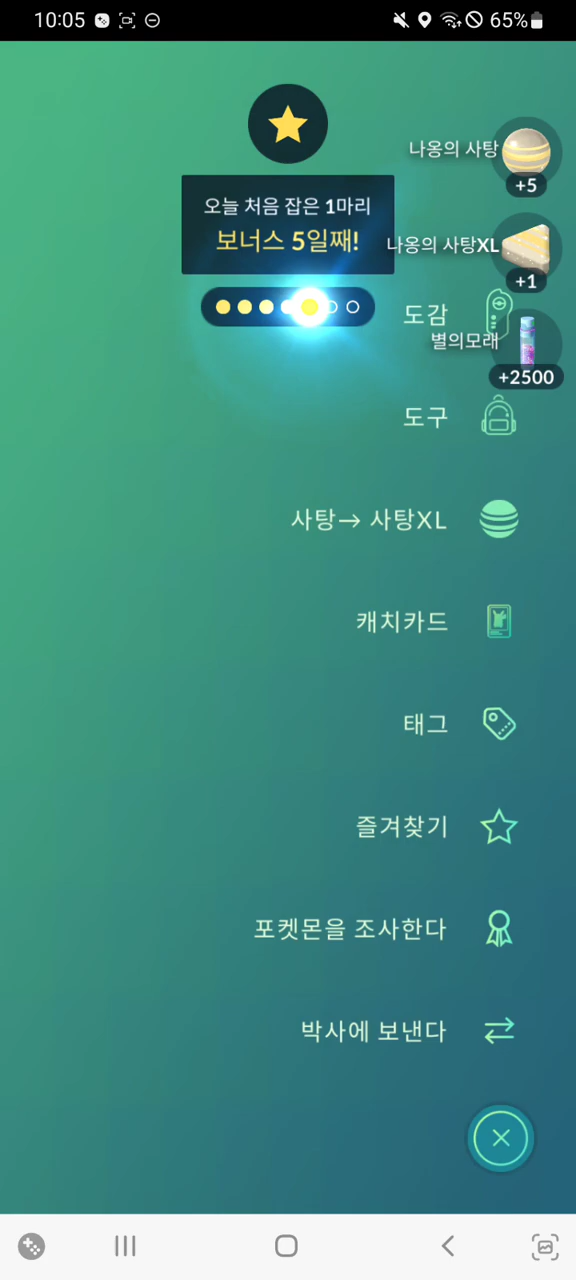 10:05
65%
나옹의 사탕
+5
오늘 처음 잡은 1마리
보너스 5일째!
나옹의 사탕XL
+1
도감
별의모래
+2500
도구
사탕→ 사탕XL
캐치카드
태그
즐겨찾기
포켓몬을 조사한다
박사에 보낸다